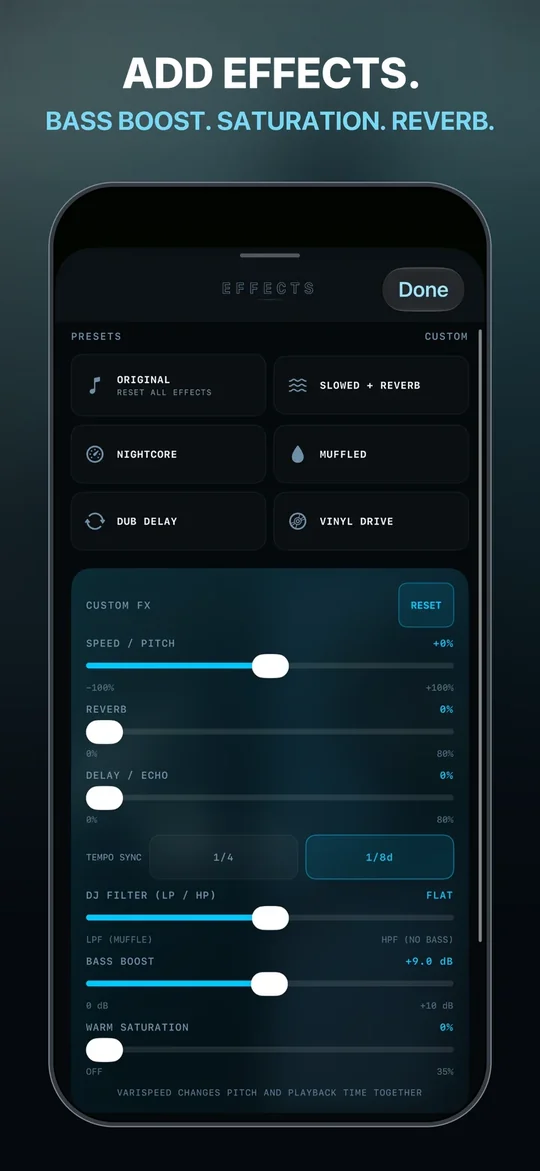 ADD EFFECTS.
BASS BOOST. SATURATION. REVERB.
EFFECTS
Done
PRESETS
CUSTOM
ORIGINAL
RESET ALL EFFECTS
SLOWED + REVERB
NIGHTCORE
MUFFLED
DUB DELAY
VINYL DRIVE
CUSTOM FX
RESET
SPEED / PITCH
+0%
-100%
+100%
REVERB
0%
0%
80%
DELAY / ECHO
0%
0%
80%
TEMPO SYNC
1/4
1/8d
DJ FILTER (LP / HP)
FLAT
LPF (MUFFLE)
HPF (NO BASS)
BASS BOOST
+9.0 dB
0 dB
+10 dB
WARM SATURATION
0%
OFF
35%
VARISPEED CHANGES PITCH AND PLAYBACK TIME TOGETHER